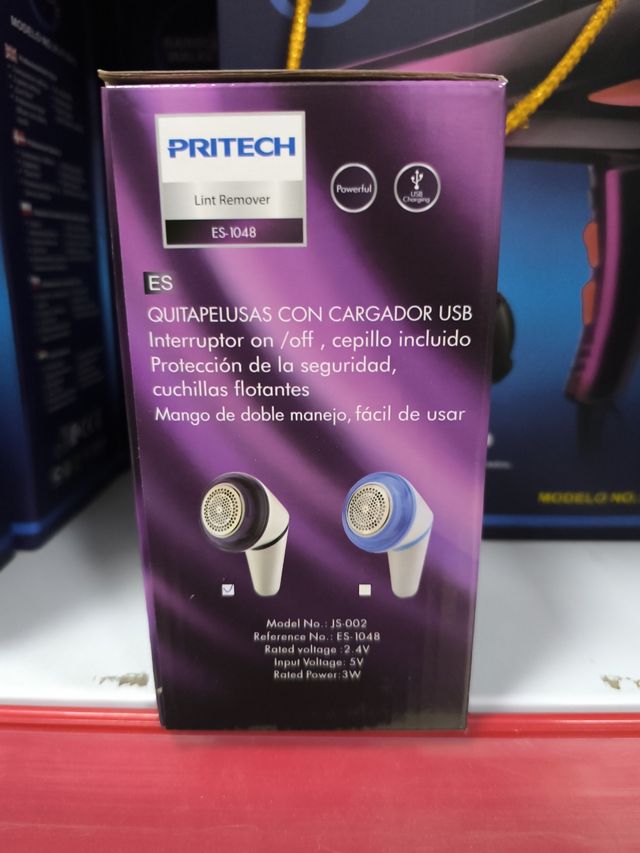 PRITECH
Lint Remover
ES-1048
Powerful
USB
Charging
ES
QUITAPELUSAS CON CARGADOR USB
Interruptor on /off , cepillo incluido
Protección de la seguridad,
cuchillas flotantes
Mango de doble manejo, fácil de usar
Model No.: JS-002
Reference No.: ES-1048
Rated voltage :2.4V
Input Voltage: 5V
Rated Power:3W
MODELO NO.